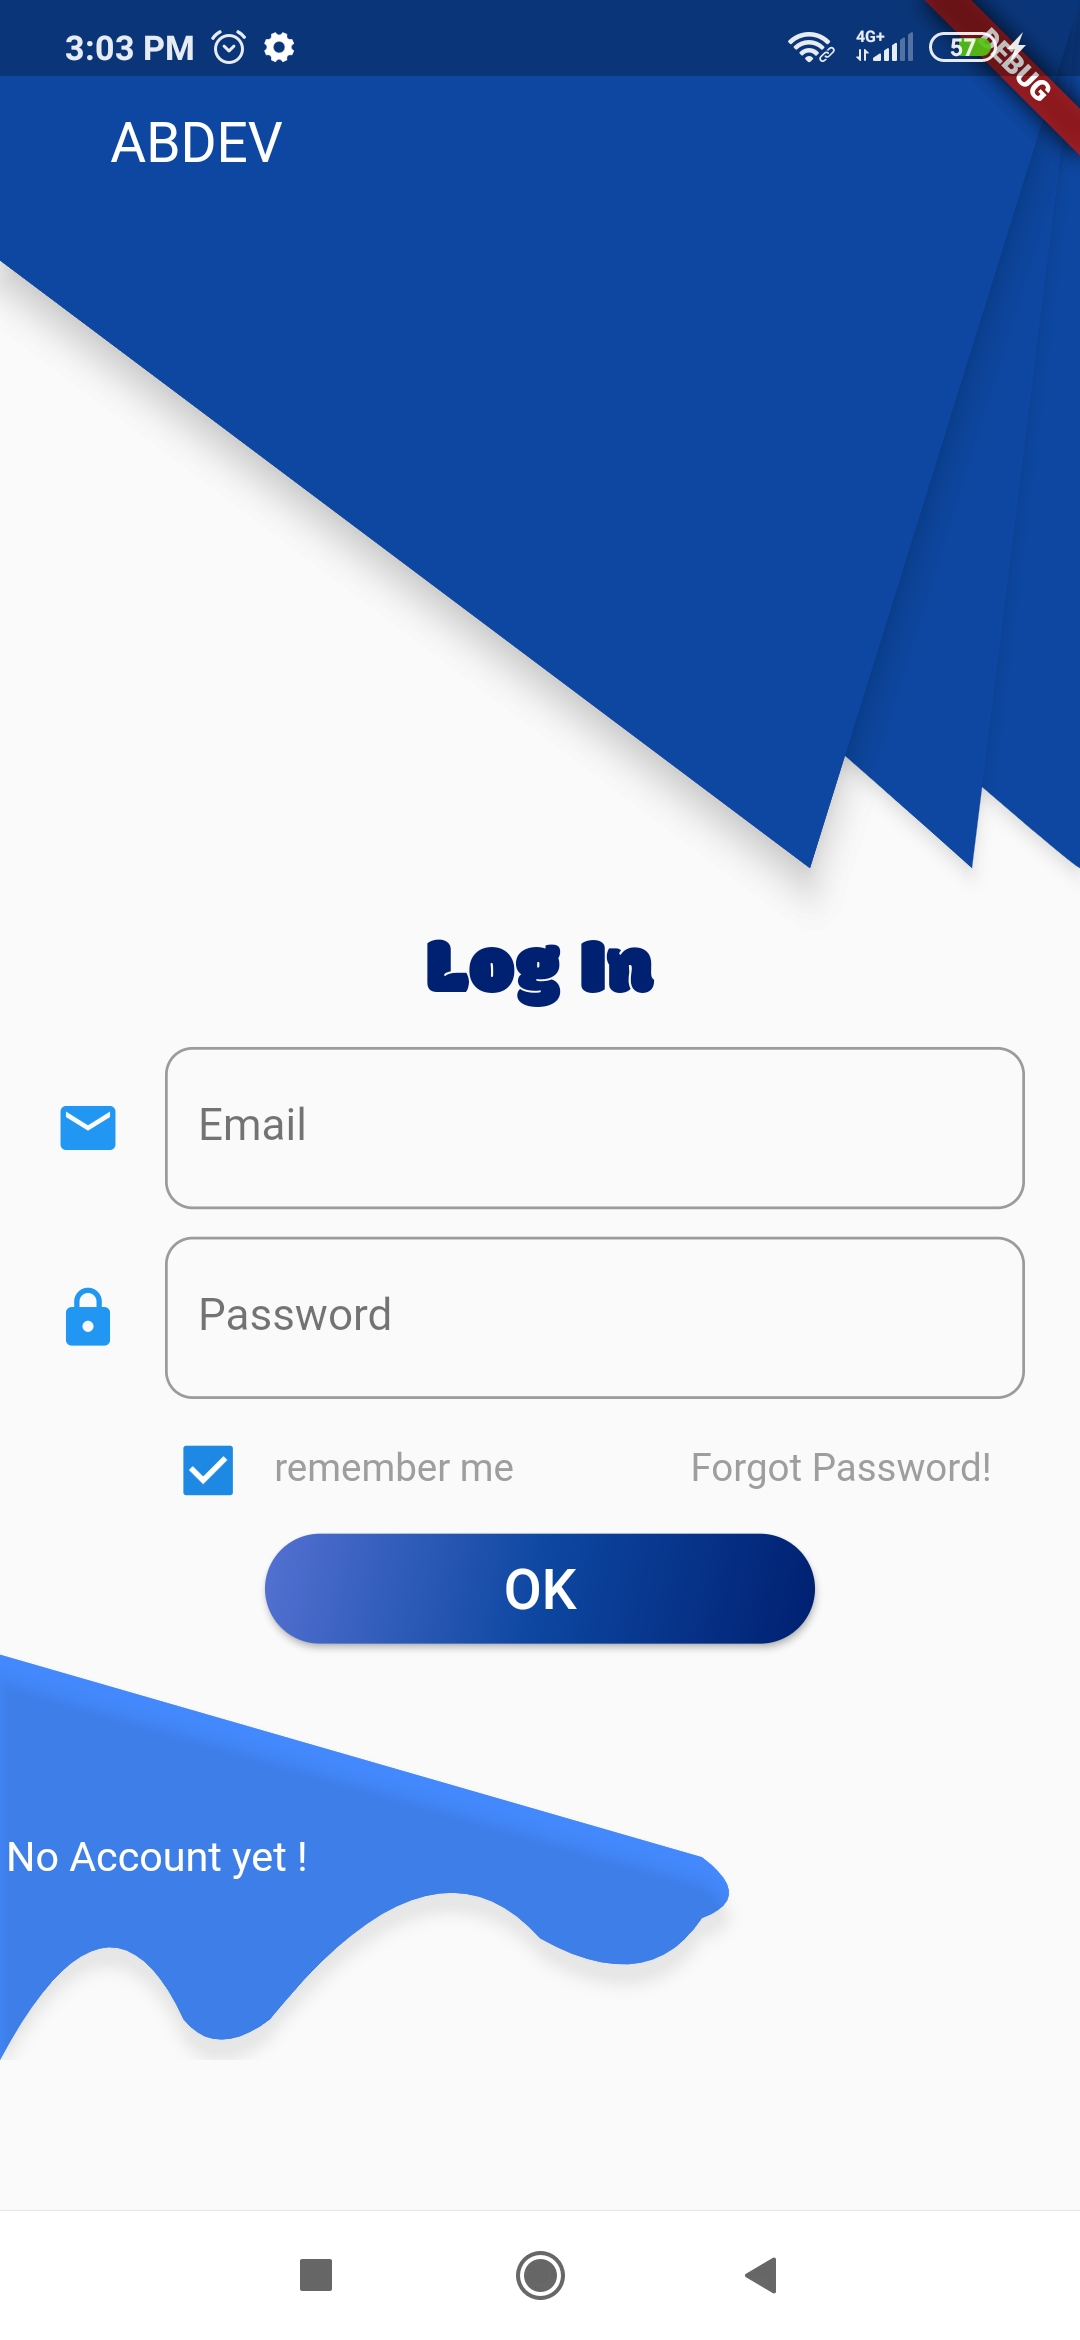 3:03 PM
4G+
57
DEBUG
ABDEV
Log In
Email
Password
remember me
Forgot Password!
OK
No Account yet !